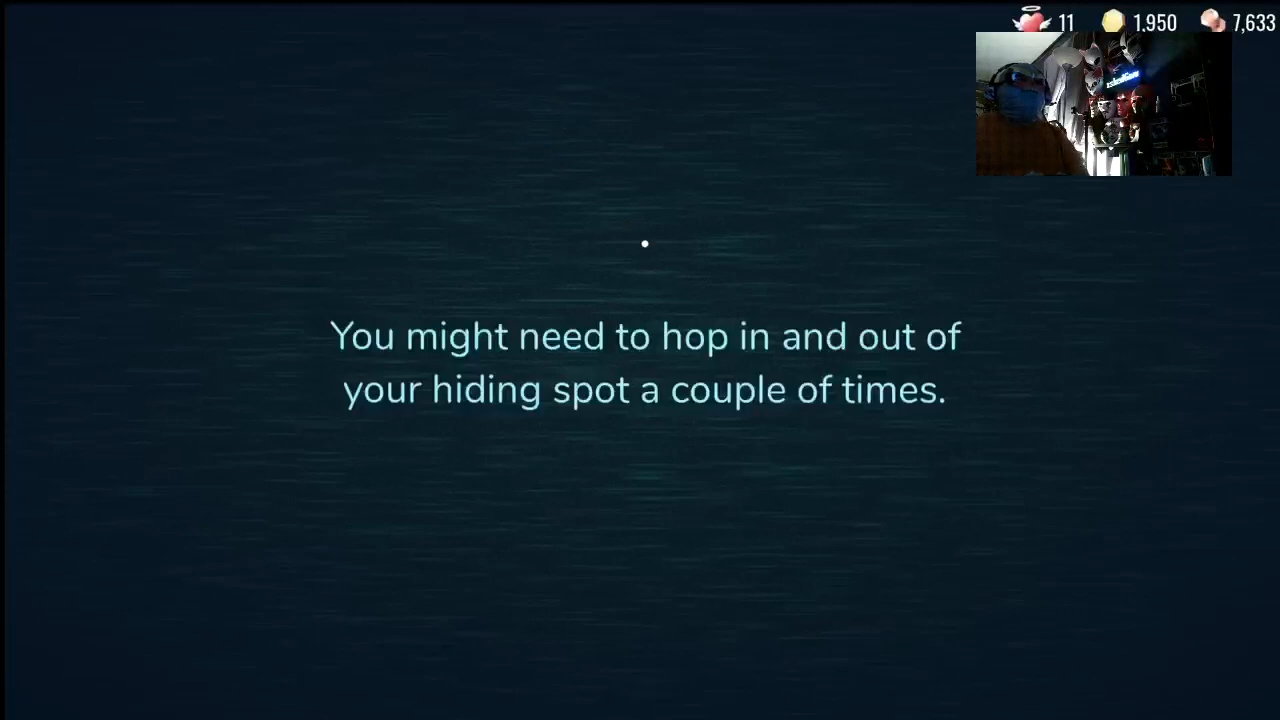 11 1,950 7,633
You might need to hop in and out of
your hiding spot a couple of times.